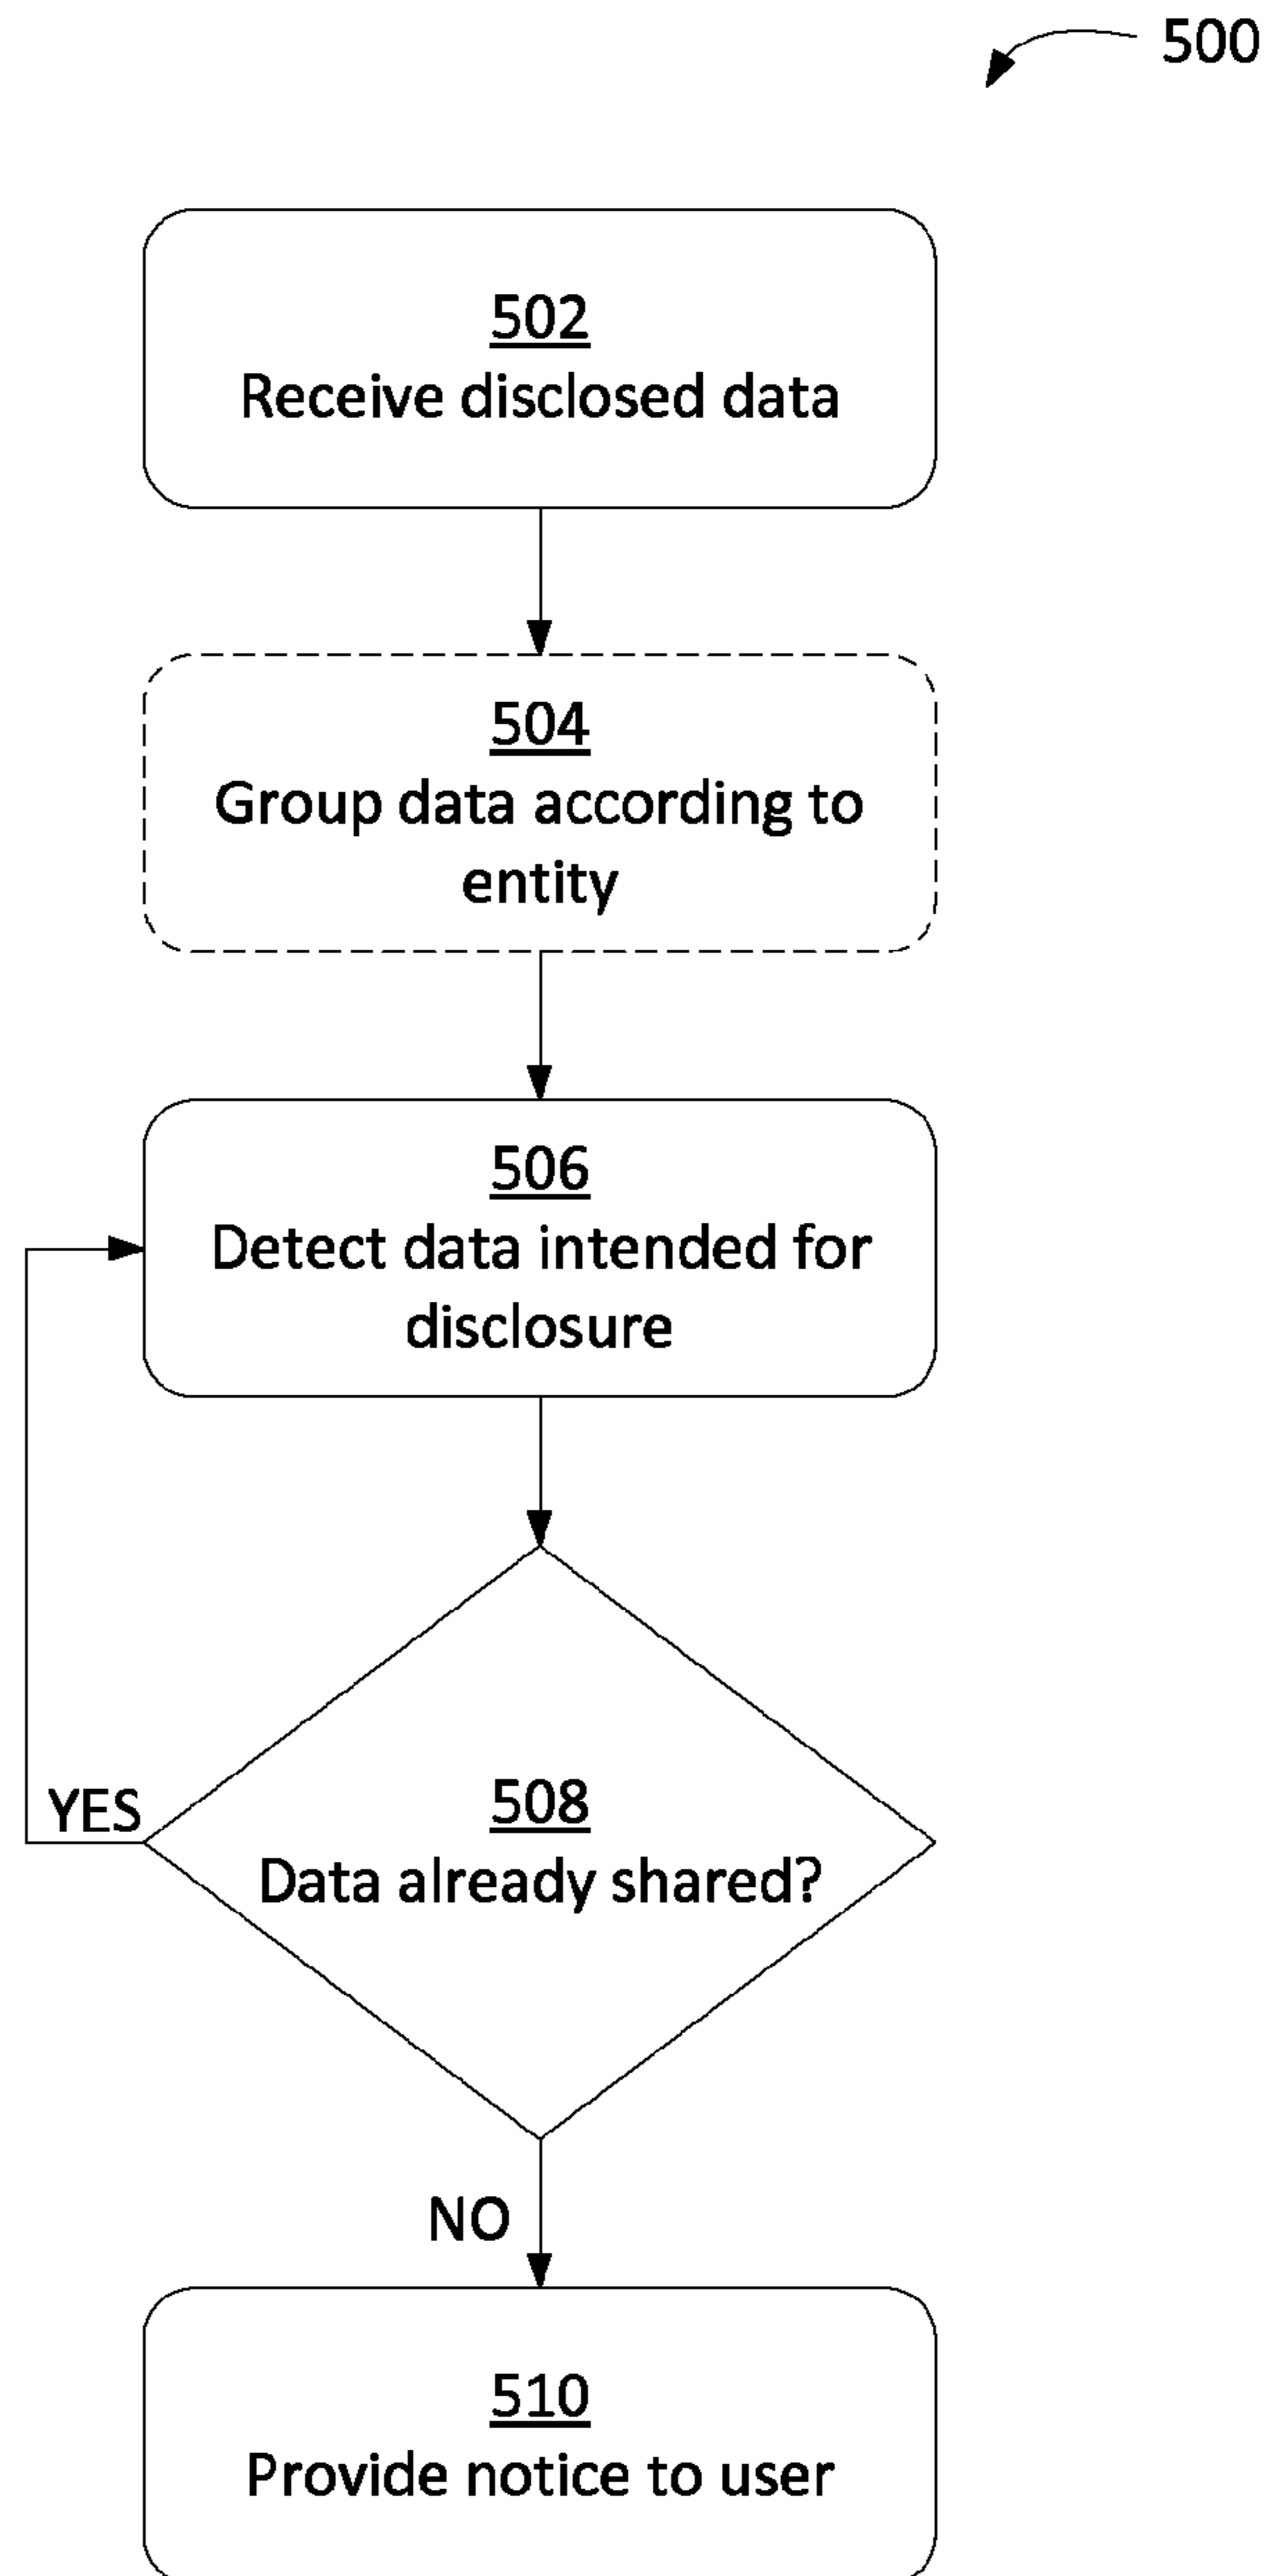 500
502
Receive disclosed data
504
Group data according to
entity
506
Detect data intended for
disclosure
YES
508
Data already shared?
NO
510
Provide notice to user